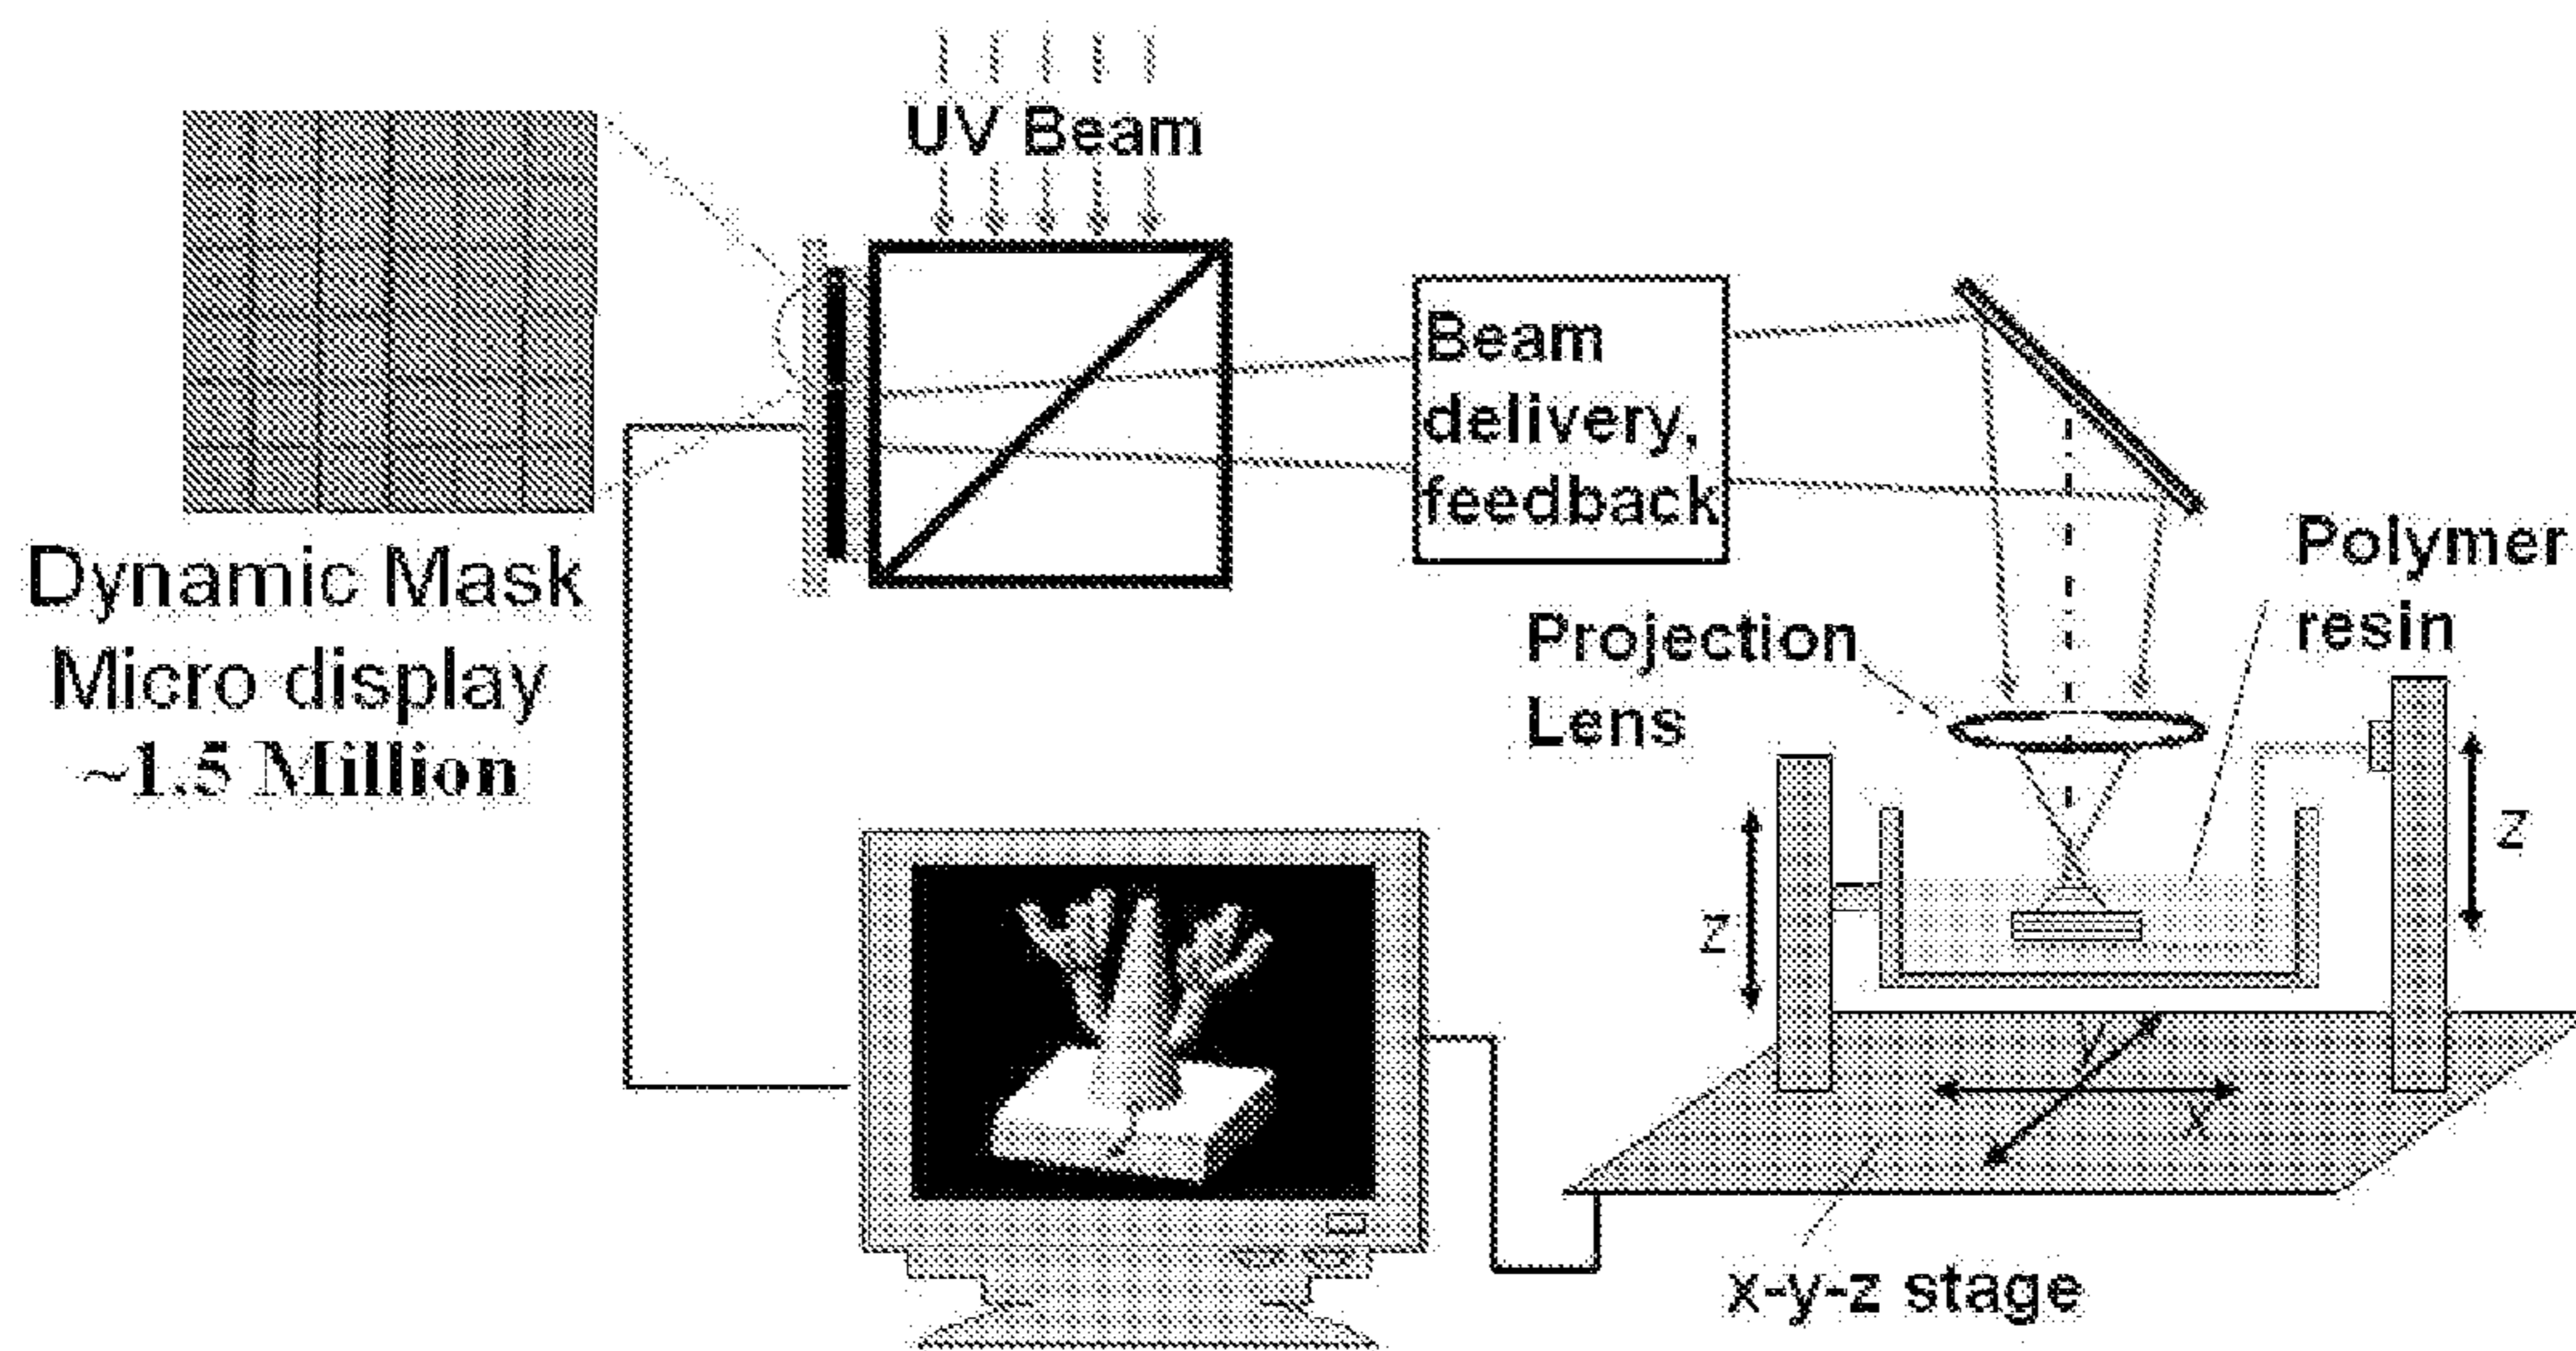 UV Beam
Dynamic Mask
Micro display
~1.5 Million
Beam
delivery,
feedback
Projection
Lens
Polymer
resin
z
z
y
x
x-y-z stage